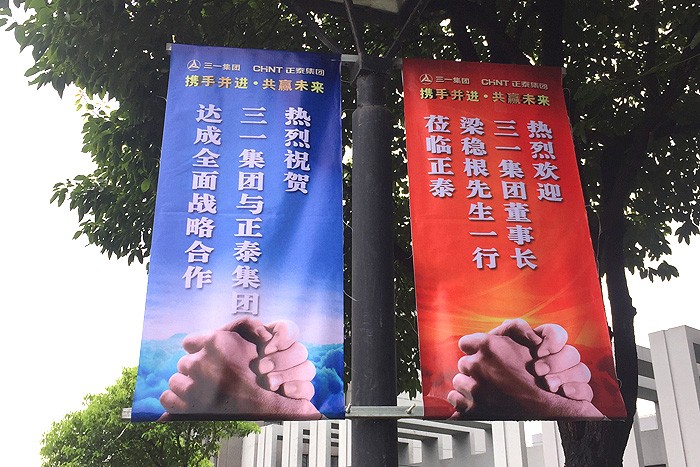 三一集团 CHNT 正泰集团
携手并进·共赢未来
热烈祝贺
三一集团与正泰集团
达成全面战略合作
三一集团 CHNT 正泰集团
携手并进·共赢未来
热烈欢迎
三一集团董事长
梁稳根先生一行
莅临正泰